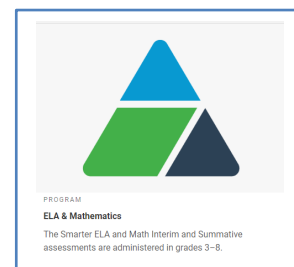 PROGRAM
ELA & Mathematics
The Smarter ELA and Math Interim and Summative
assessments are administered in grades 3–8.